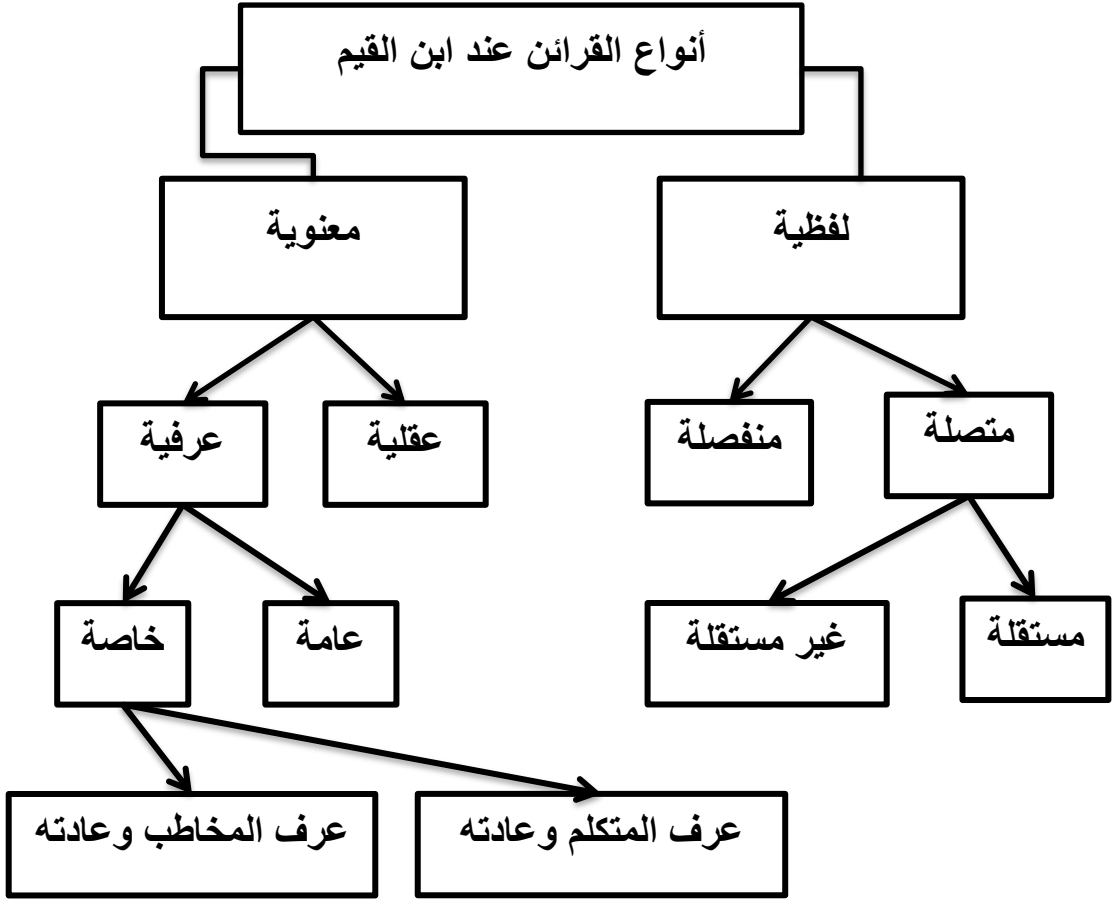 أنواع القرائن عند ابن القيم
لفظية
معنوية
متصلة
منفصلة
عقلية
عرفية
مستقلة
غير مستقلة
عامة
خاصة
عرف المتكلم وعادته
عرف المخاطب وعادته